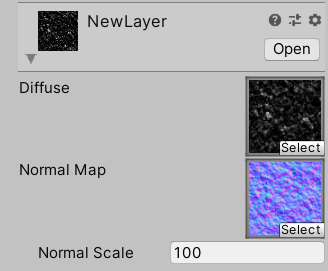 NewLayer
Open
Diffuse
Select
Normal Map
Select
Normal Scale 100